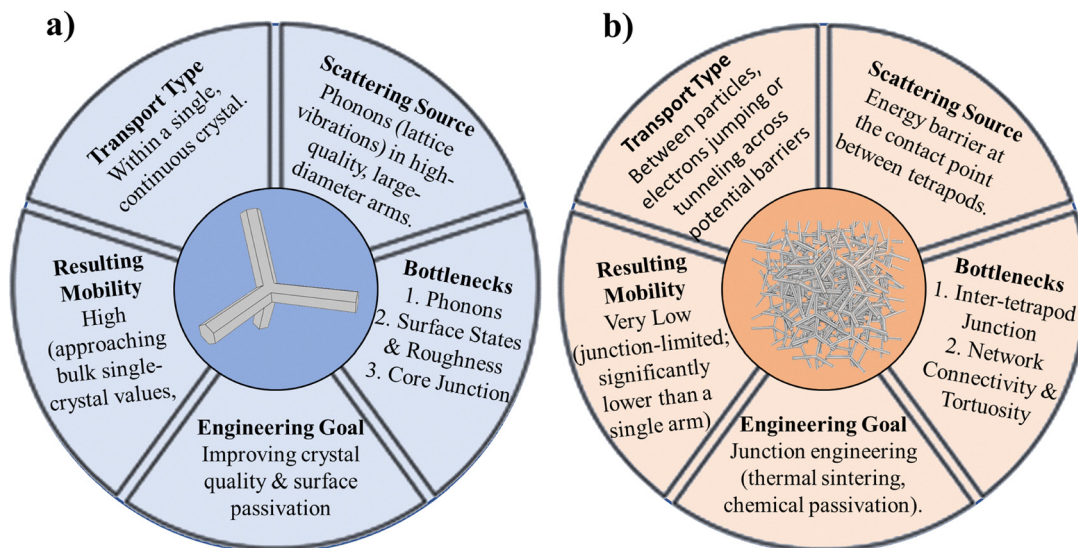 a)
Transport Type
Within a single,
continuous crystal.
Scattering Source
Phonons (lattice
vibrations) in high-
quality, large-
diameter arms.
Resulting
Mobility
High
(approaching
bulk single-
crystal values,
Bottlenecks
1. Phonons
2. Surface States
& Roughness
3. Core Junction
Engineering Goal
Improving crystal
quality & surface
passivation
b)
Transport Type
Between particles,
electrons jumping or
tunneling across
potential barriers
Scattering Source
Energy barrier at
the contact point
between tetrapods.
Resulting
Mobility
Very Low
(junction-limited;
significantly
lower than a
single arm)
Bottlenecks
1. Inter-tetrapod
Junction
2. Network
Connectivity &
Tortuosity
Engineering Goal
Junction engineering
(thermal sintering,
chemical passivation).